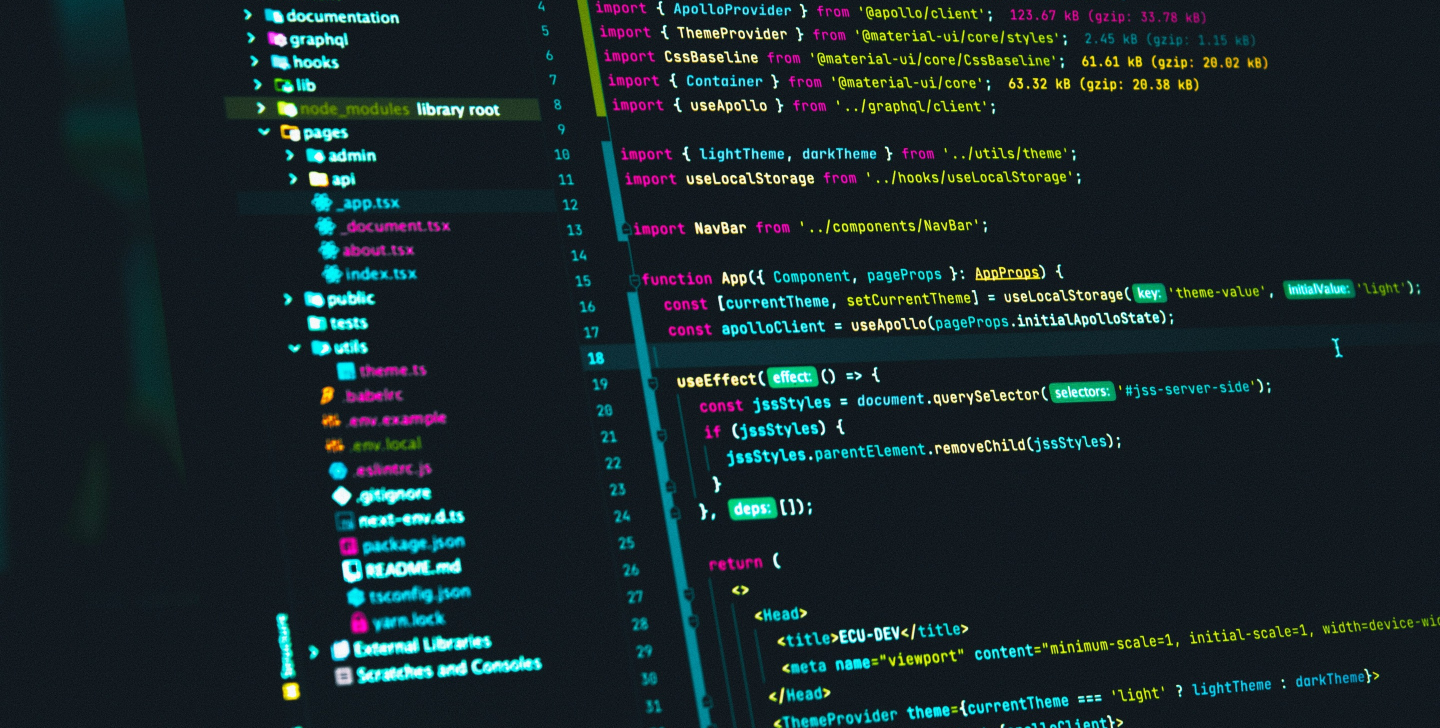 documentation
graphql
hooks
lib
node_modules library root
pages
admin
api
_app.tsx
_document.tsx
about.tsx
index.tsx
public
tests
utils
theme.ts
.babelrc
.env.example
.env.local
.eslintrc.js
.gitignore
next-env.d.ts
package.json
README.md
tsconfig.json
yarn.lock
External Libraries
Scratches and Consoles
Structure
4 import { ApolloProvider } from '@apollo/client'; 123.67 kB (gzip: 33.78 kB)
5 import { ThemeProvider } from '@material-ui/core/styles'; 2.45 kB (gzip: 1.15 kB)
6 import CssBaseline from '@material-ui/core/CssBaseline'; 61.61 kB (gzip: 20.02 kB)
7 import { Container } from '@material-ui/core'; 63.32 kB (gzip: 20.38 kB)
8 import { useApollo } from '../graphql/client';
9
10 import { lightTheme, darkTheme } from '../utils/theme';
11 import useLocalStorage from '../hooks/useLocalStorage';
12
13 import NavBar from '../components/NavBar';
14
15 function App({ Component, pageProps }: AppProps) {
16 const [currentTheme, setCurrentTheme] = useLocalStorage( key: 'theme-value', initialValue: 'light');
17 const apolloClient = useApollo(pageProps.initialApolloState);
18
19 useEffect( effect: () => {
20 const jssStyles = document.querySelector( selectors: '#jss-server-side');
21 if (jssStyles) {
22 jssStyles.parentElement.removeChild(jssStyles);
23 }
24 }, deps: []);
25
26 return (
27 <>
28 <Head>
29 <title>ECU-DEV</title>
30 <meta name="viewport" content="minimum-scale=1, initial-scale=1, width=device-wid
31 </Head>
<ThemeProvider theme={currentTheme === 'light' ? lightTheme : darkTheme}>
{apolloClient}>